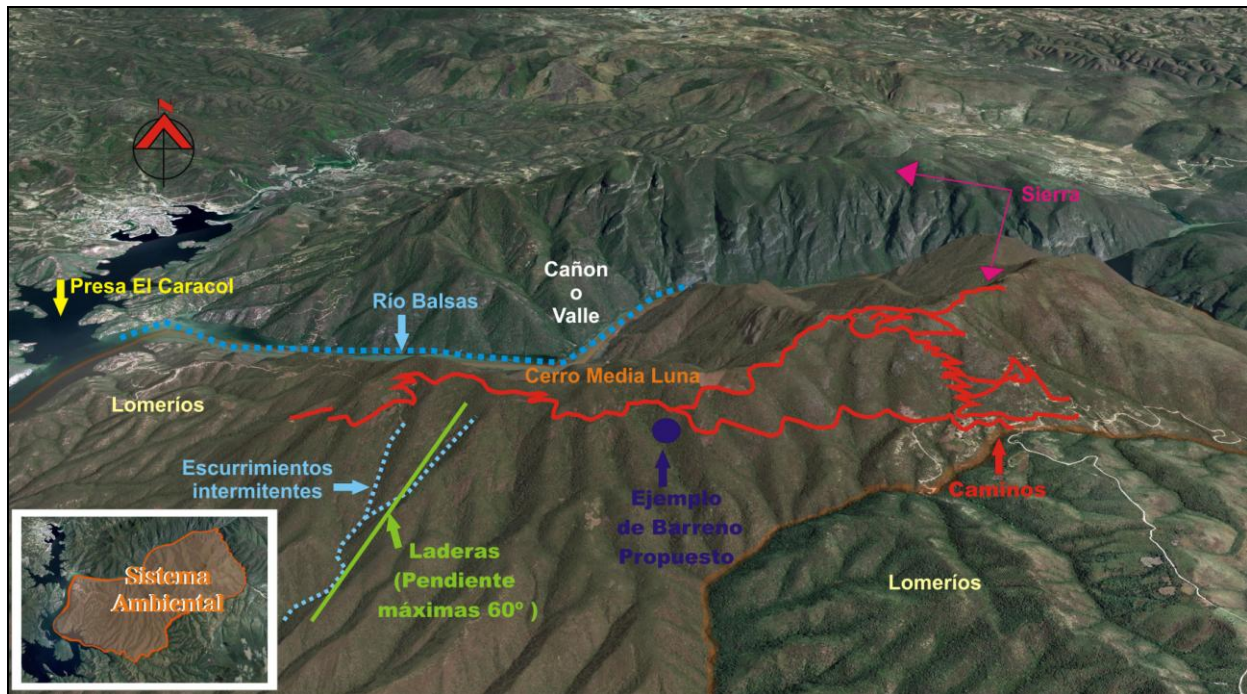 Sierra
Presa El Caracol
Río Balsas
Cañon
o
Valle
Cerro Media Luna
Lomeríos
Escurrimientos
intermitentes
Laderas
(Pendiente
máximas 60º )
Ejemplo
de Barreno
Propuesto
Caminos
Lomeríos
Sistema
Ambiental